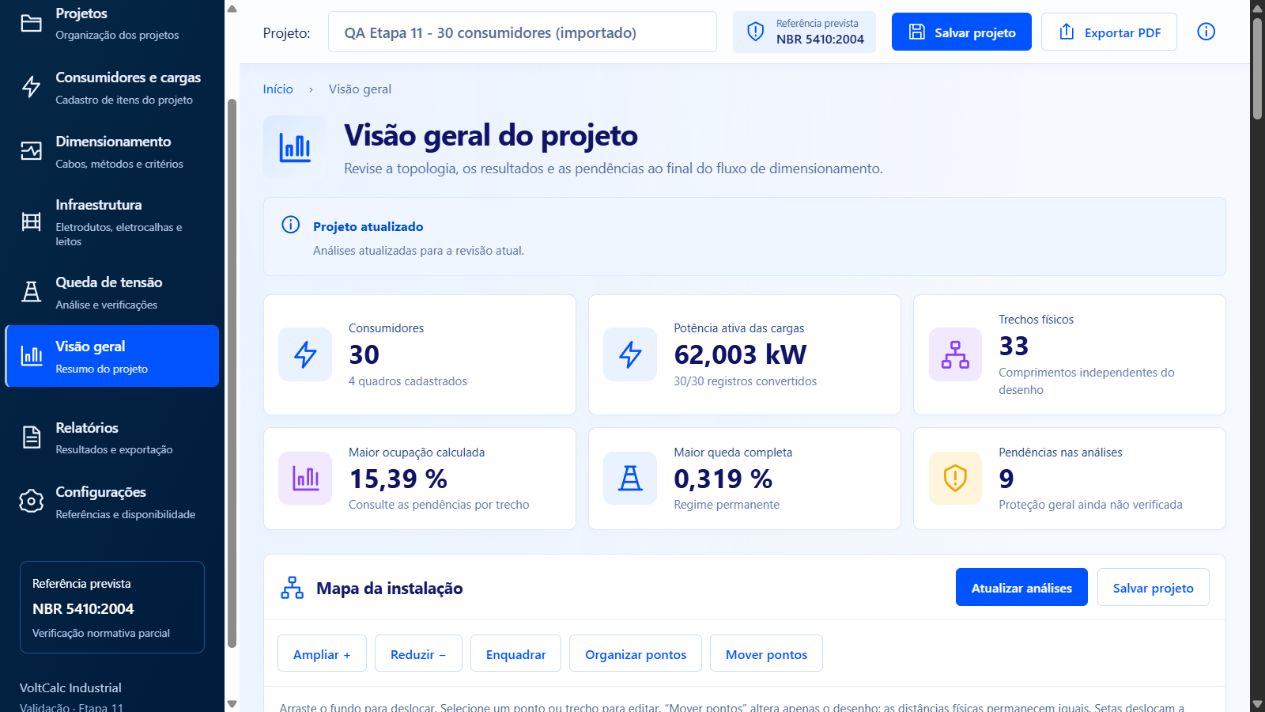 Projetos
Organização dos projetos
Consumidores e cargas
Cadastro de itens do projeto
Dimensionamento
Cabos, métodos e critérios
Infraestrutura
Eletrodutos, eletrocalhas e
leitos
Queda de tensão
Análise e verificações
Visão geral
Resumo do projeto
Relatórios
Resultados e exportação
Configurações
Referências e disponibilidade
Referência prevista
NBR 5410:2004
Verificação normativa parcial
VoltCalc Industrial
Validação · Etapa 11
Projeto:
QA Etapa 11 - 30 consumidores (importado)
Referência prevista
NBR 5410:2004
Salvar projeto
Exportar PDF
Início › Visão geral
Visão geral do projeto
Revise a topologia, os resultados e as pendências ao final do fluxo de dimensionamento.
Projeto atualizado
Análises atualizadas para a revisão atual.
Consumidores
30
4 quadros cadastrados
Potência ativa das cargas
62,003 kW
30/30 registros convertidos
Trechos físicos
33
Comprimentos independentes do
desenho
Maior ocupação calculada
15,39 %
Consulte as pendências por trecho
Maior queda completa
0,319 %
Regime permanente
Pendências nas análises
9
Proteção geral ainda não verificada
Mapa da instalação
Atualizar análises
Salvar projeto
Ampliar +
Reduzir −
Enquadrar
Organizar pontos
Mover pontos
Arraste o fundo para deslocar. Selecione um ponto ou trecho para editar. "Mover pontos" altera apenas o desenho; as distâncias físicas permanecem iguais. Setas deslocam a